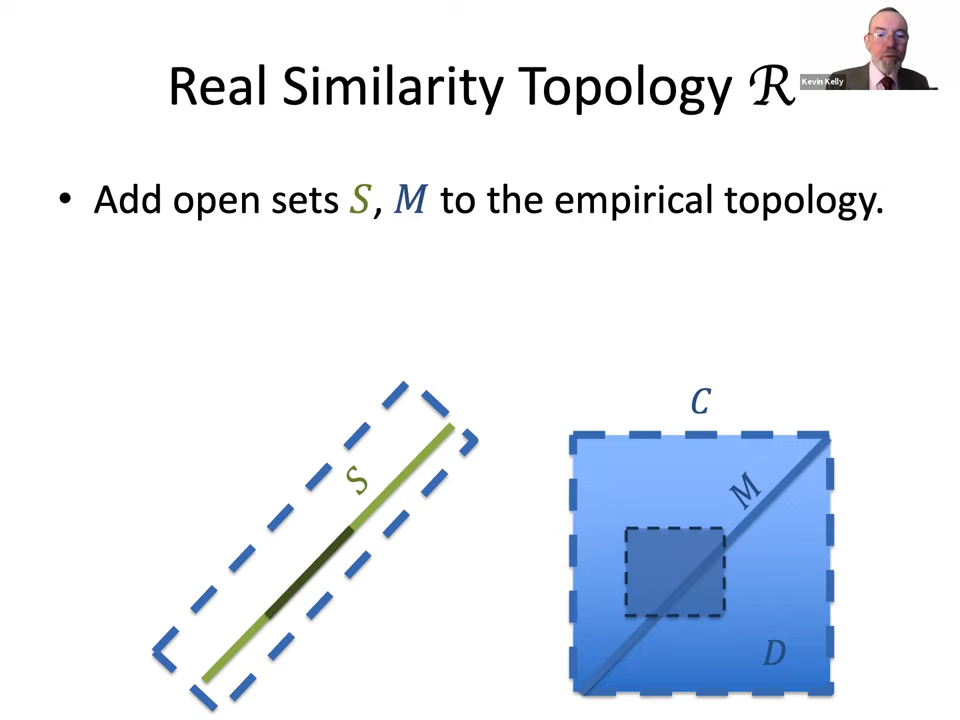 Real Similarity Topology ℛ
Kevin Kelly
• Add open sets S, M to the empirical topology.
C
S
M
D